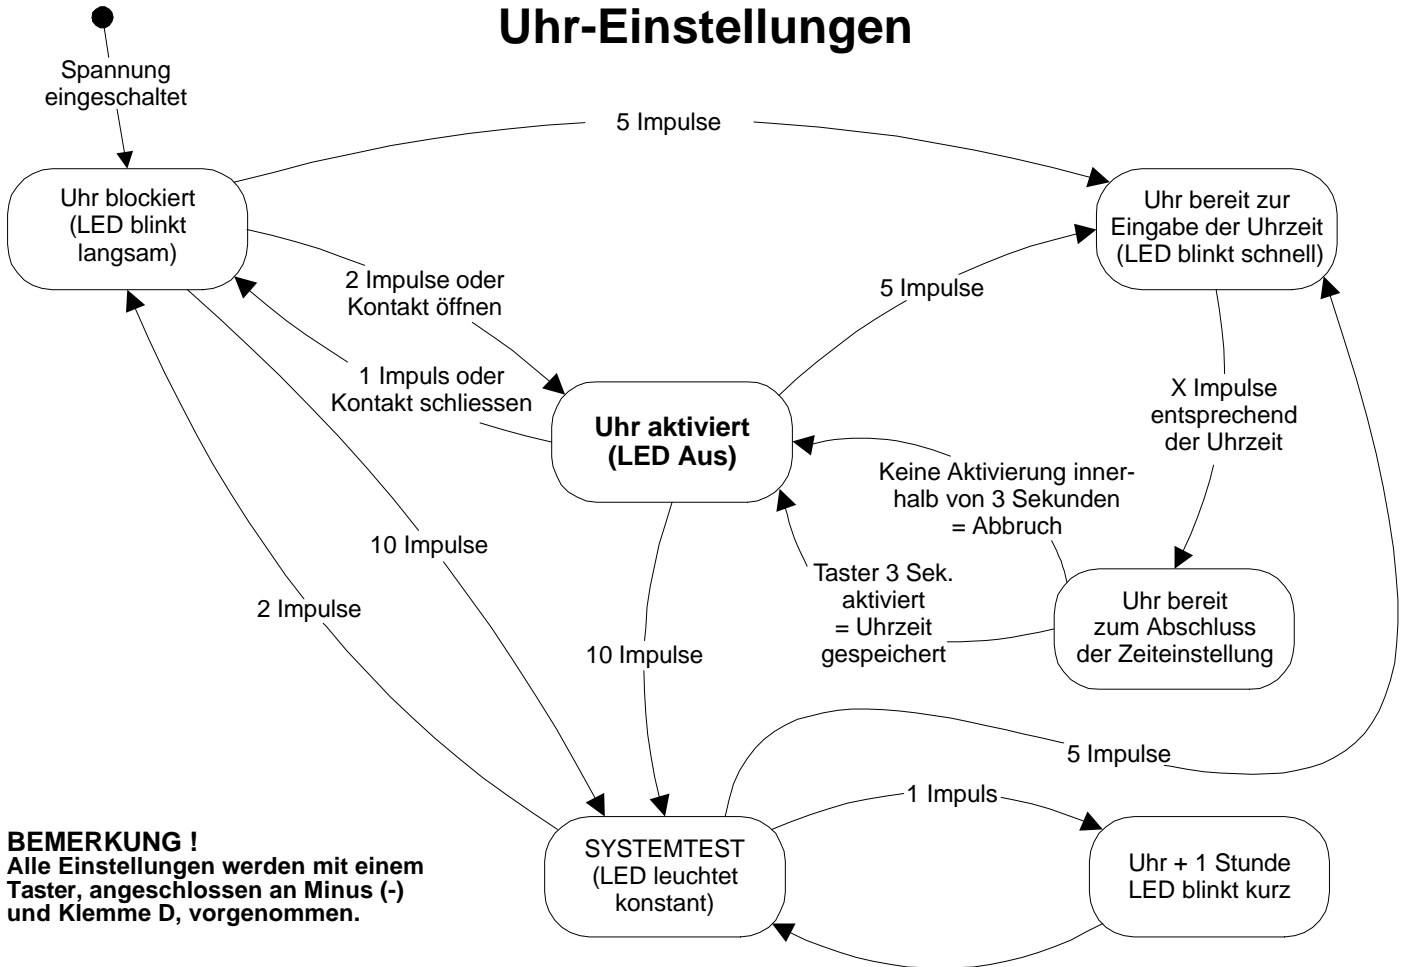 Uhr-Einstellungen
Spannung
eingeschaltet
5 Impulse
Uhr blockiert
(LED blinkt
langsam)
Uhr bereit zur
Eingabe der Uhrzeit
(LED blinkt schnell)
2 Impulse oder
Kontakt öffnen
5 Impulse
1 Impuls oder
Kontakt schliessen
X Impulse
entsprechend
der Uhrzeit
Uhr aktiviert
(LED Aus)
Keine Aktivierung inner-
halb von 3 Sekunden
= Abbruch
10 Impulse
Taster 3 Sek.
aktiviert
= Uhrzeit
gespeichert
2 Impulse
Uhr bereit
zum Abschluss
der Zeiteinstellung
10 Impulse
5 Impulse
1 Impuls
BEMERKUNG !
Alle Einstellungen werden mit einem
Taster, angeschlossen an Minus (-)
und Klemme D, vorgenommen.
SYSTEMTEST
(LED leuchtet
konstant)
Uhr + 1 Stunde
LED blinkt kurz